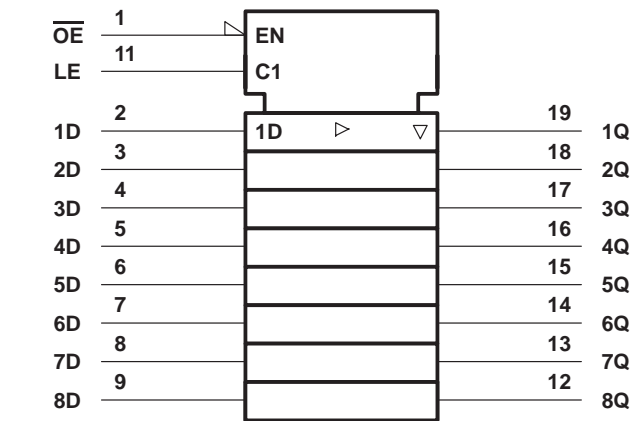 OE 1 EN
LE 11 C1
1D 2 1D 19 1Q
2D 3 18 2Q
3D 4 17 3Q
4D 5 16 4Q
5D 6 15 5Q
6D 7 14 6Q
7D 8 13 7Q
8D 9 12 8Q